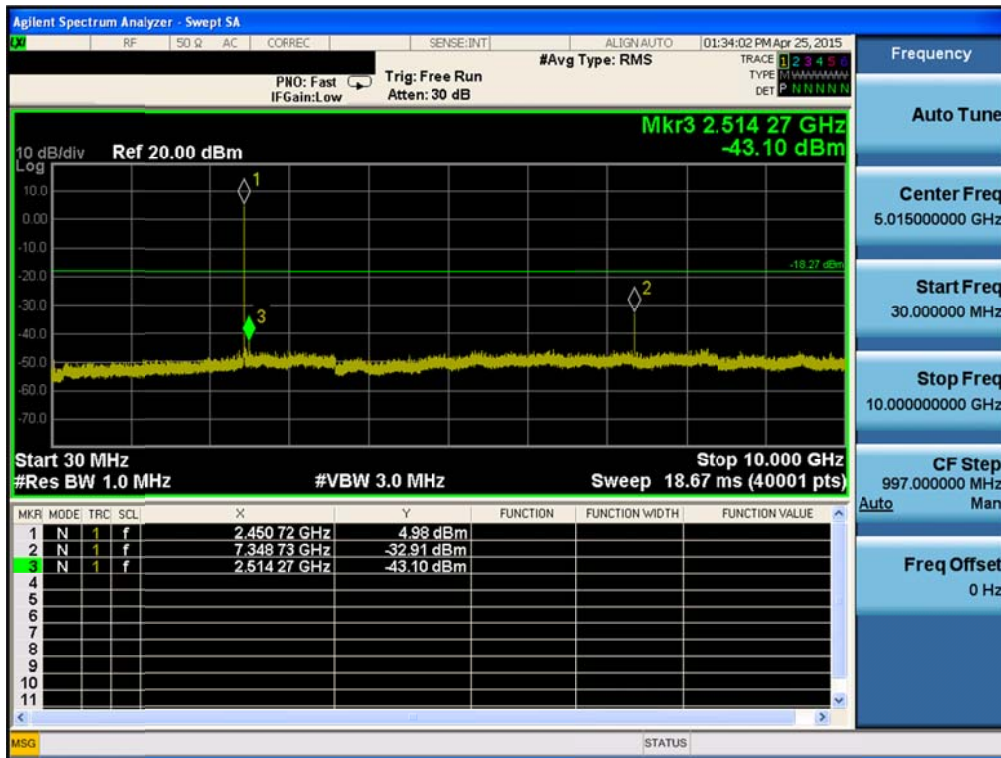 Agilent Spectrum Analyzer - Swept SA
LXI RF 50 Ω AC CORREC SENSE:INT ALIGN AUTO 01:34:02 PM Apr 25, 2015
PNO: Fast
IFGain:Low
Trig: Free Run
Atten: 30 dB
#Avg Type: RMS
TRACE 1 2 3 4 5 6
TYPE M WWWWW
DET P N N N N N
Mkr3 2.514 27 GHz
-43.10 dBm
10 dB/div Ref 20.00 dBm
Log
10.0
0.00
-10.0
-20.0
-30.0
-40.0
-50.0
-60.0
-70.0
1
2
3
-18.27 dBm
Start 30 MHz
Stop 10.000 GHz
#Res BW 1.0 MHz #VBW 3.0 MHz Sweep 18.67 ms (40001 pts)
MKR MODE TRC SCL X Y FUNCTION FUNCTION WIDTH FUNCTION VALUE
1 N 1 f 2.450 72 GHz 4.98 dBm
2 N 1 f 7.348 73 GHz -32.91 dBm
3 N 1 f 2.514 27 GHz -43.10 dBm
4
5
6
7
8
9
10
11
MSG STATUS
Frequency
Auto Tune
Center Freq
5.015000000 GHz
Start Freq
30.000000 MHz
Stop Freq
10.000000000 GHz
CF Step
997.000000 MHz
Auto Man
Freq Offset
0 Hz